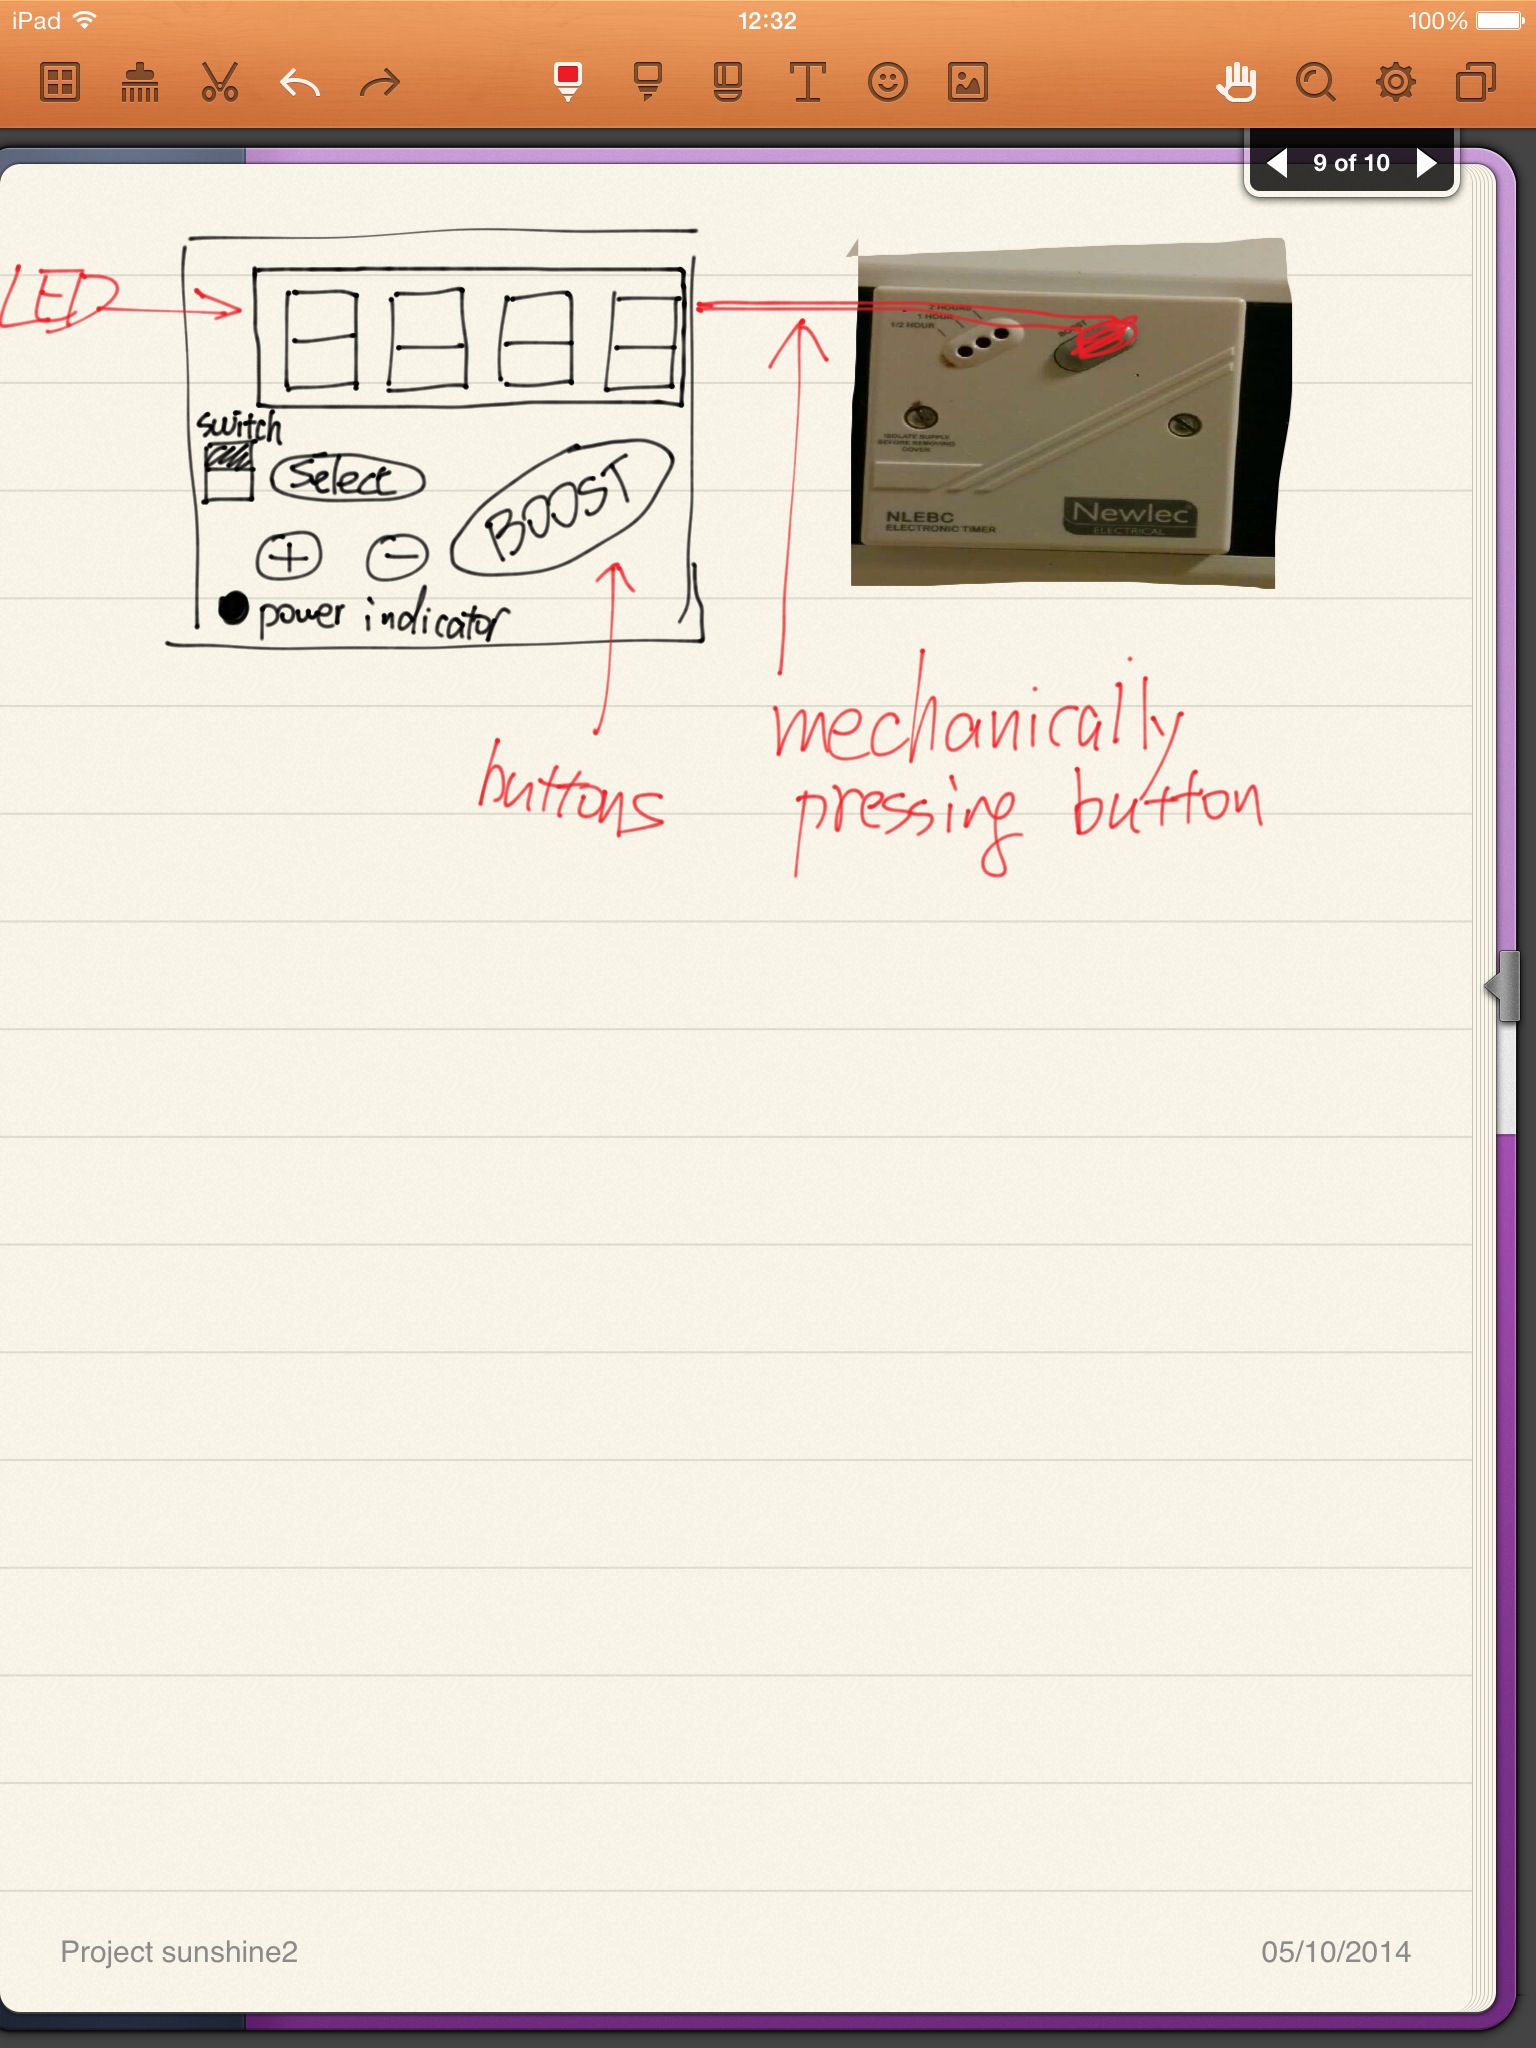 iPad
12:32
100%
9 of 10
LED
switch
Select
BOOST
+
−
power indicator
2 HOURS
1 HOUR
1/2 HOUR
BOOST
ISOLATE SUPPLY
BEFORE REMOVING
COVER
NLEBC
ELECTRONIC TIMER
Newlec
ELECTRICAL
buttons
mechanically
pressing button
Project sunshine2
05/10/2014